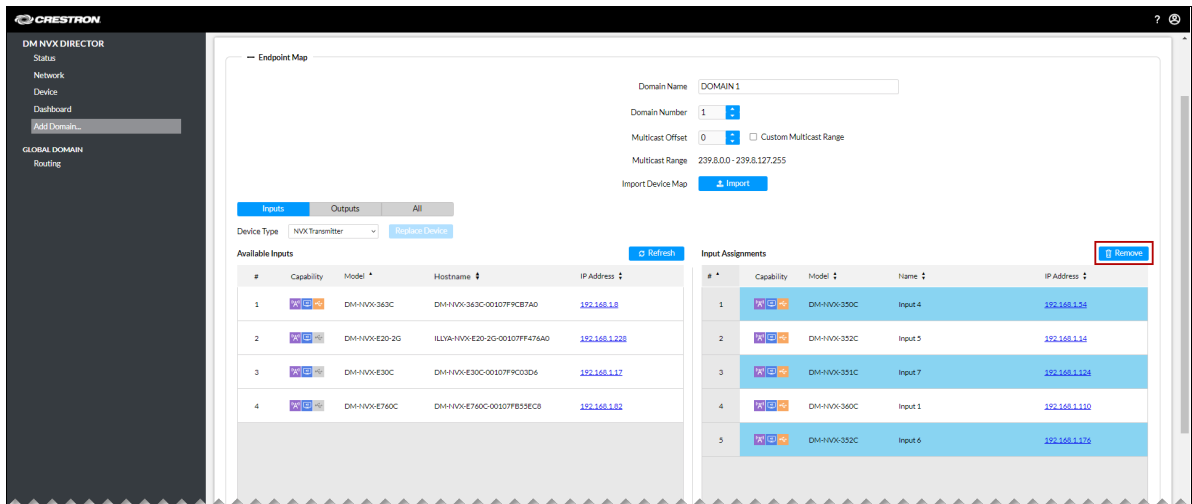 CRESTRON
?
DM NVX DIRECTOR
Status
Network
Device
Dashboard
Add Domain...
GLOBAL DOMAIN
Routing
— Endpoint Map
Domain Name DOMAIN 1
Domain Number 1
Multicast Offset 0 Custom Multicast Range
Multicast Range 239.8.0.0 - 239.8.127.255
Import Device Map Import
Inputs Outputs All
Device Type NVX Transmitter Replace Device
Available Inputs Refresh
# Capability Model Hostname IP Address
1 DM-NVX-363C DM-NVX-363C-00107F9CB7A0 192.168.1.8
2 DM-NVX-E20-2G ILLYA-NVX-E20-2G-00107FF476A0 192.168.1.228
3 DM-NVX-E30C DM-NVX-E30C-00107F9C03D6 192.168.1.17
4 DM-NVX-E760C DM-NVX-E760C-00107FB55EC8 192.168.1.82
Input Assignments Remove
# Capability Model Name IP Address
1 DM-NVX-350C Input 4 192.168.1.54
2 DM-NVX-352C Input 5 192.168.1.14
3 DM-NVX-351C Input 7 192.168.1.124
4 DM-NVX-360C Input 1 192.168.1.110
5 DM-NVX-352C Input 6 192.168.1.176